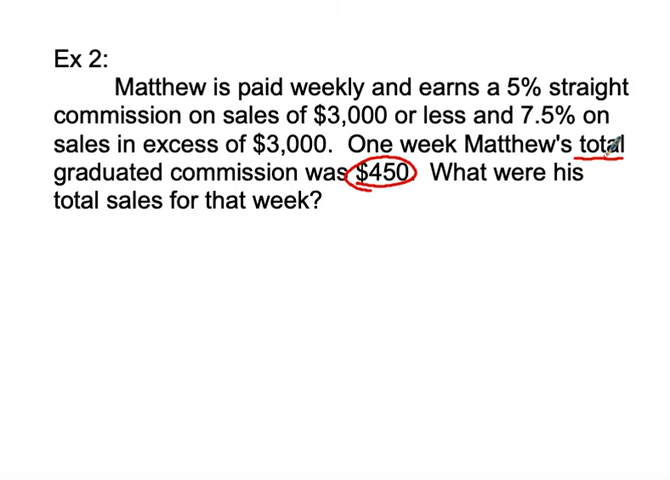 Ex 2:
Matthew is paid weekly and earns a 5% straight
commission on sales of $3,000 or less and 7.5% on
sales in excess of $3,000. One week Matthew's total
graduated commission was $450 What were his
total sales for that week?